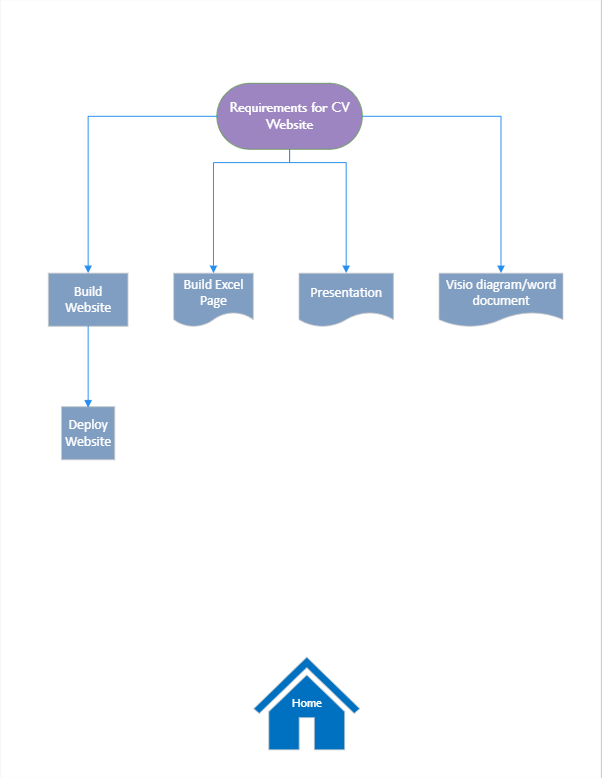 Requirements for CV
Website
Build
Website
Build Excel
Page
Presentation
Visio diagram/word
document
Deploy
Website
Home